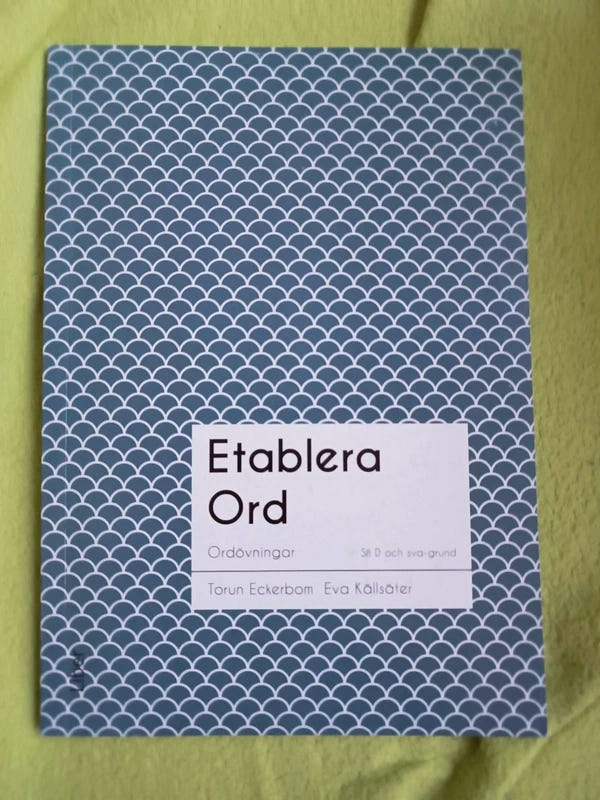 Etablera
Ord
Ordövningar Sfi D och sva-grund
Torun Eckerbom Eva Källsäter
Liber